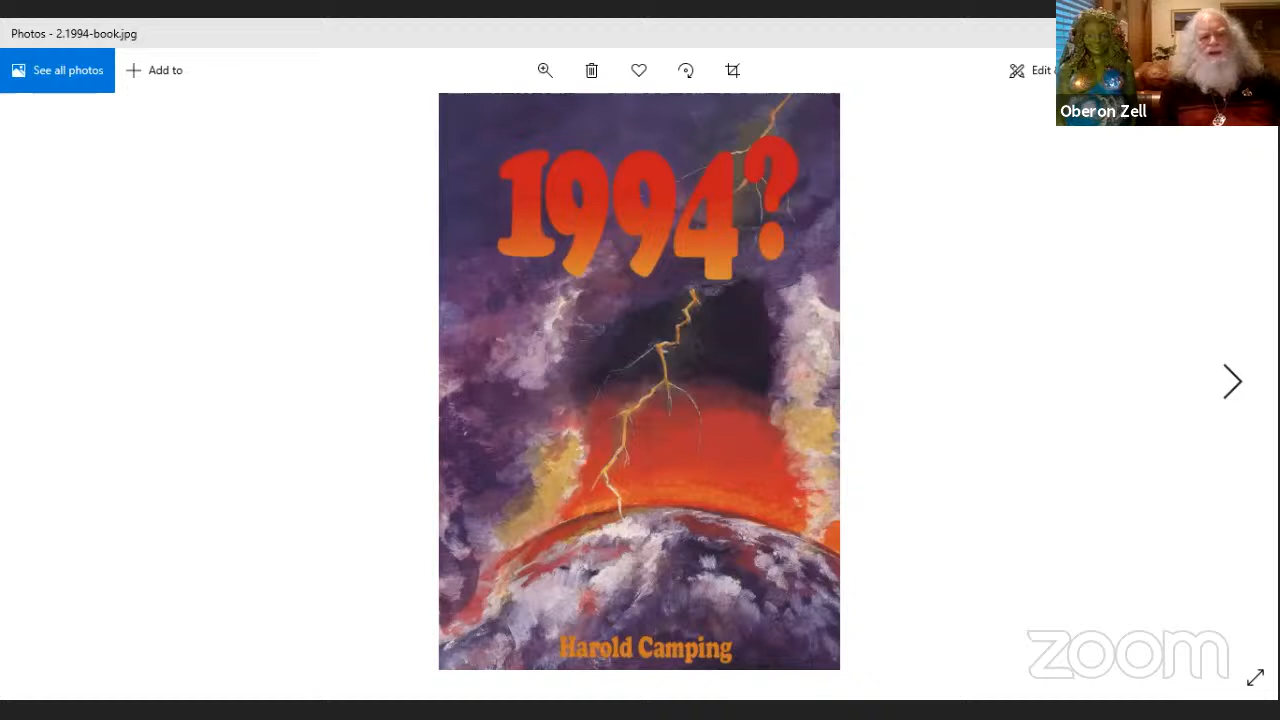 Photos - 2.1994-book.jpg
See all photos
Add to
Edit &
Oberon Zell
1994?
Harold Camping
zoom